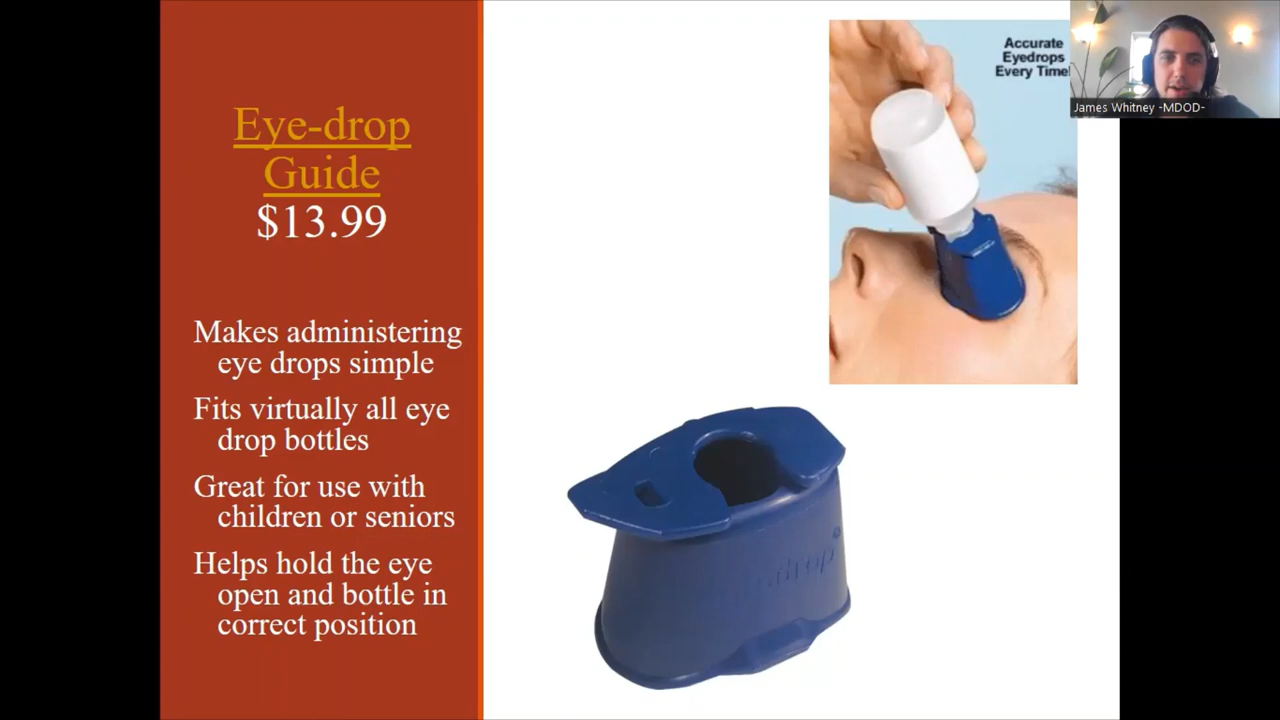 Eye-drop
Guide
$13.99
Makes administering
eye drops simple
Fits virtually all eye
drop bottles
Great for use with
children or seniors
Helps hold the eye
open and bottle in
correct position
Accurate
Eyedrops
Every Time!
James Whitney -MDOD-